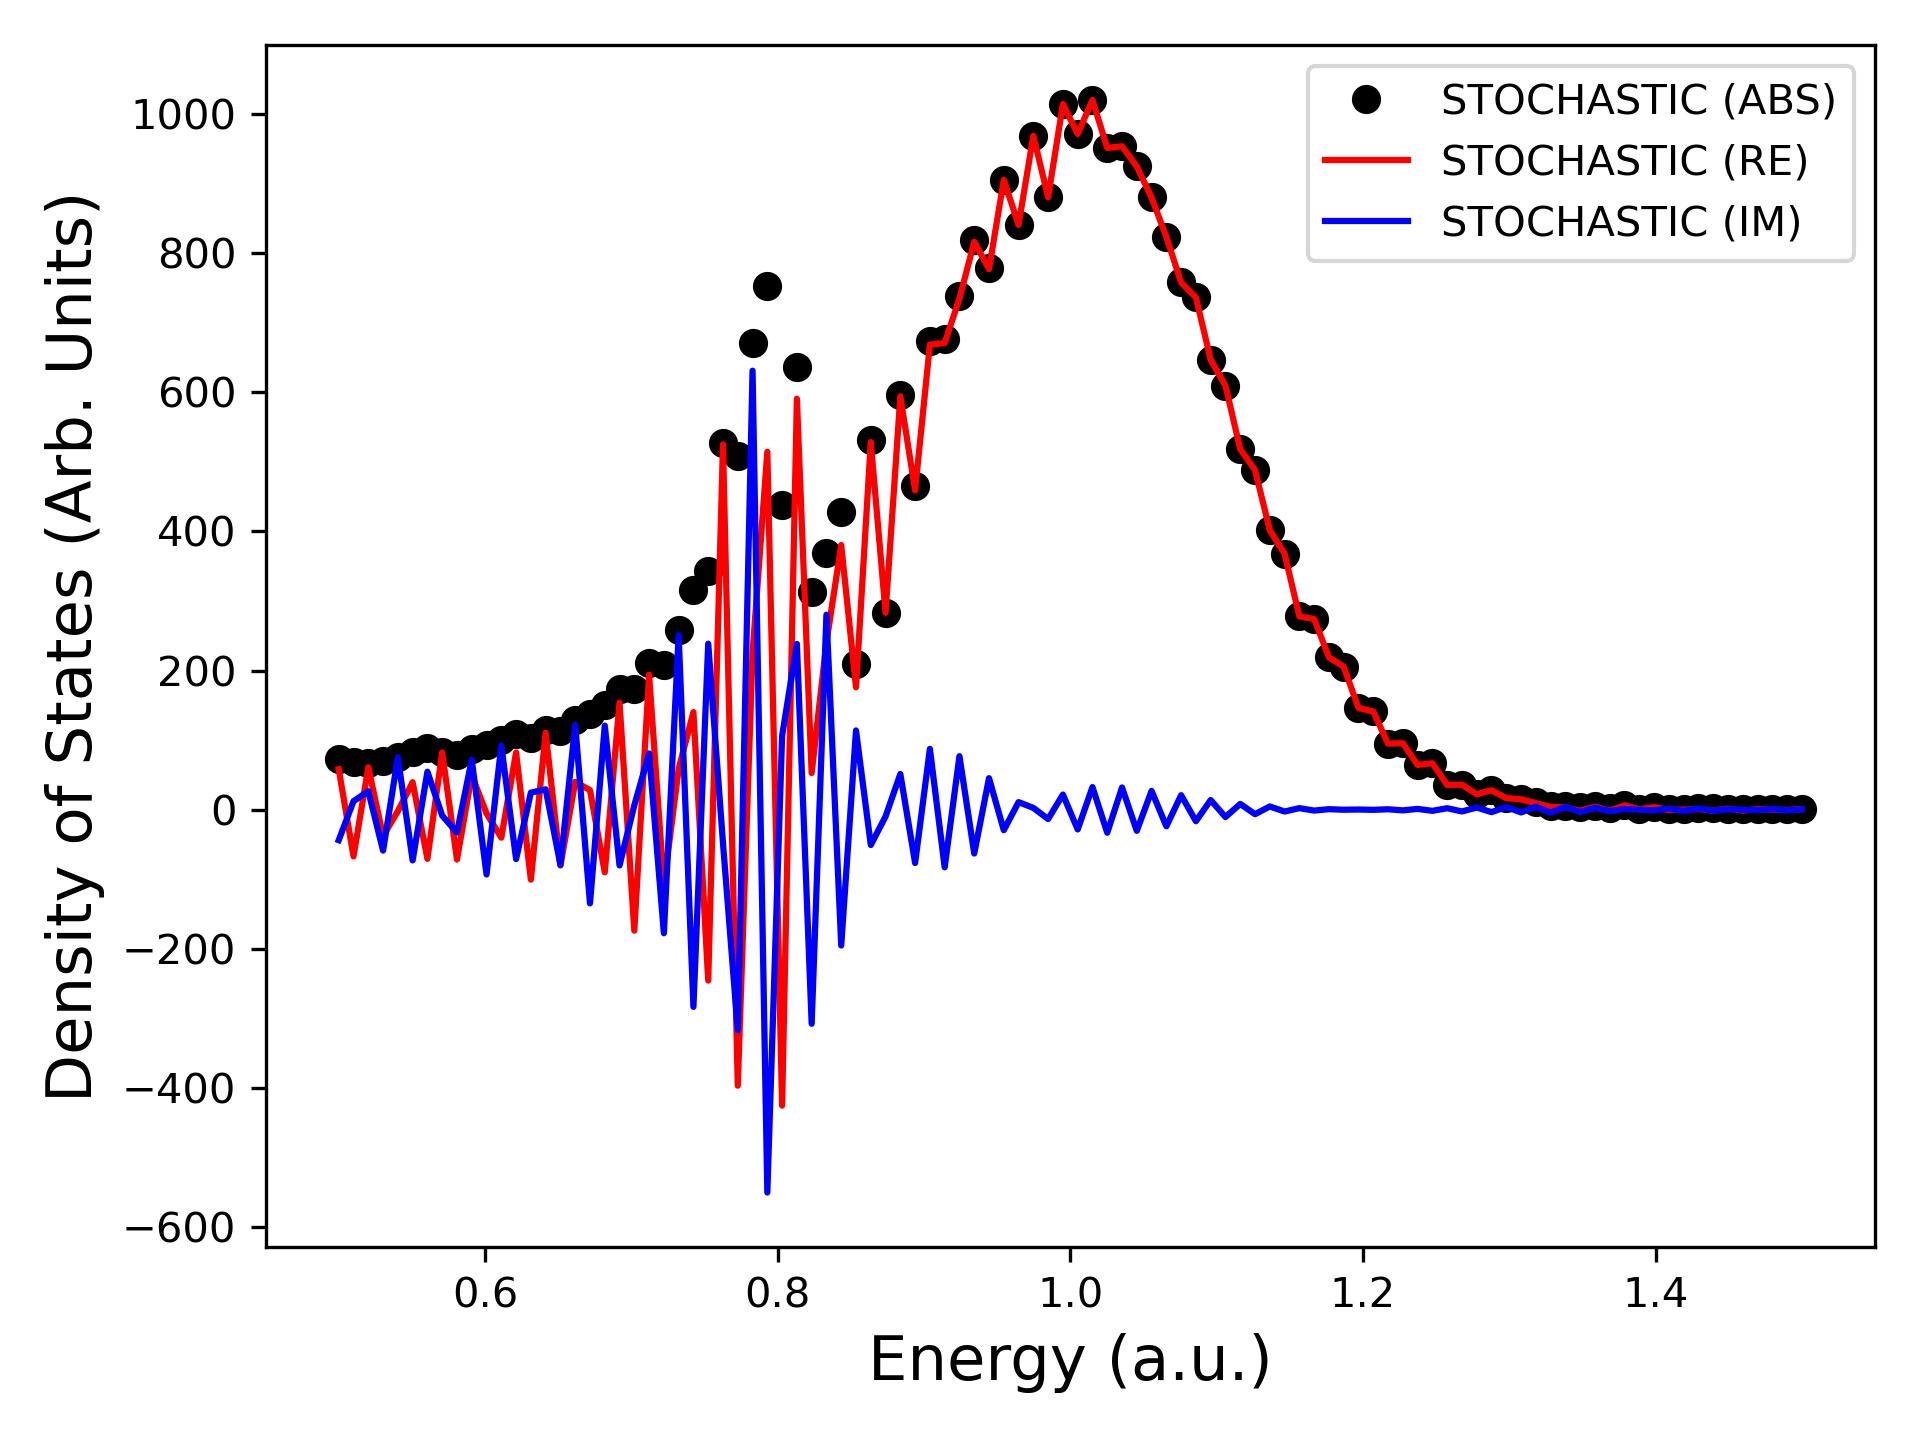 STOCHASTIC (ABS)
STOCHASTIC (RE)
STOCHASTIC (IM)
Density of States (Arb. Units)
1000
800
600
400
200
0
−200
−400
−600
0.6 0.8 1.0 1.2 1.4
Energy (a.u.)